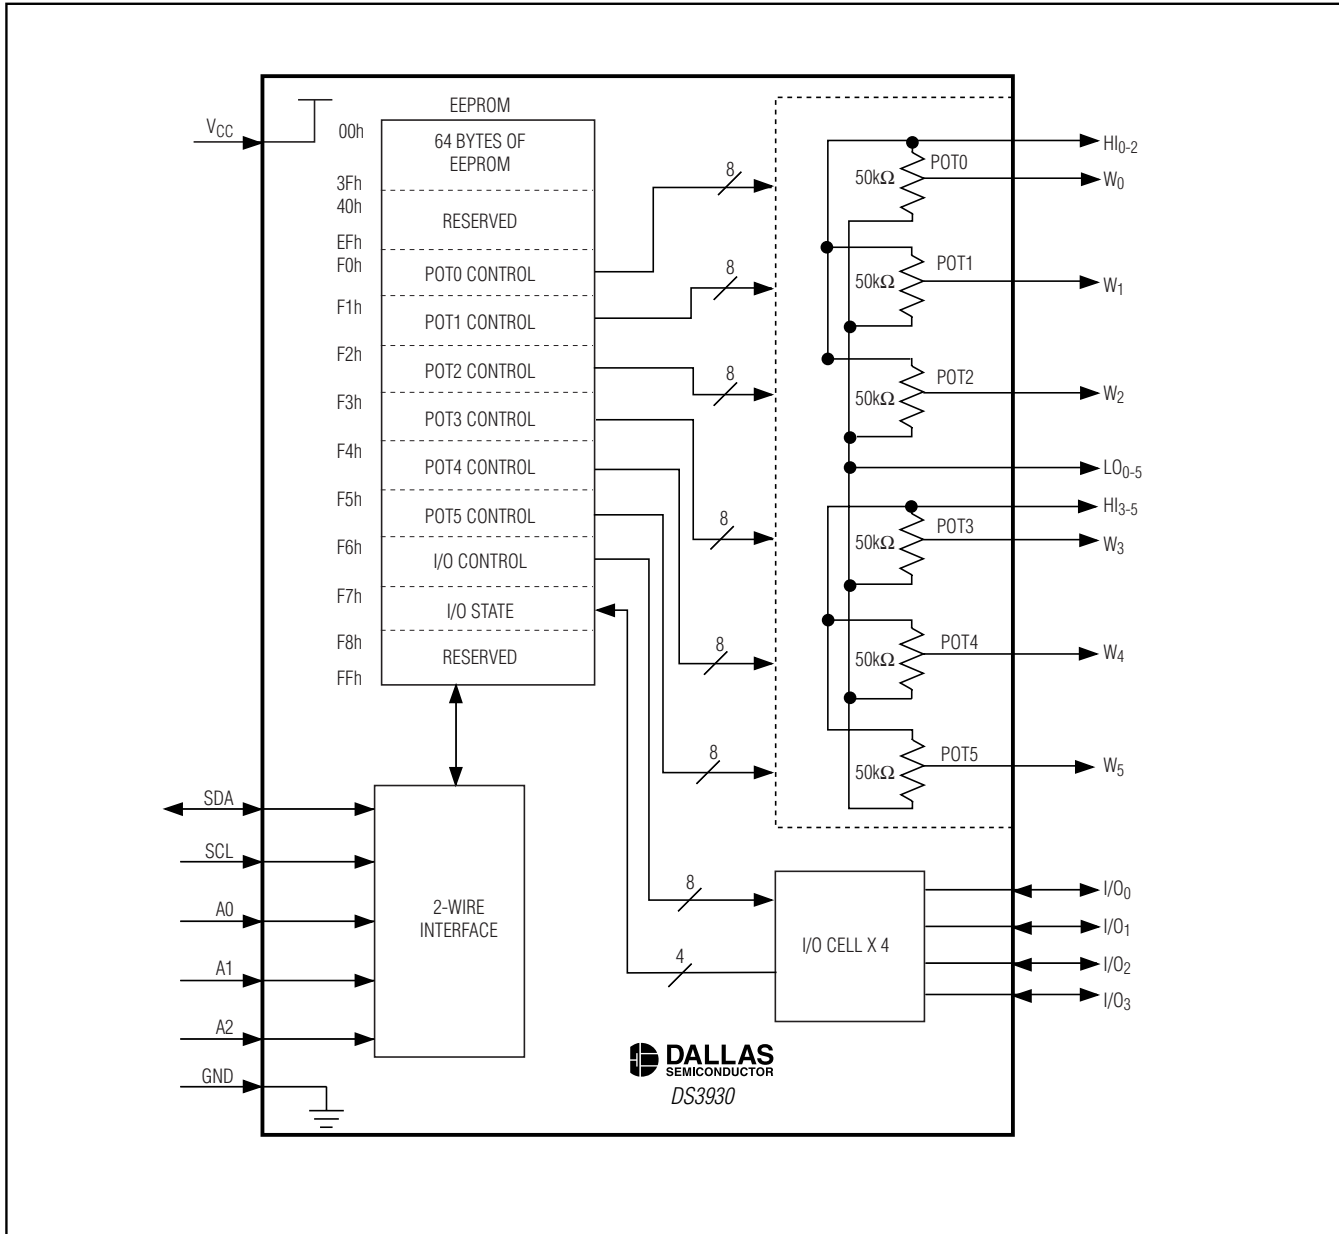 EEPROM
V_CC
00h
64 BYTES OF
EEPROM
3Fh
40h
RESERVED
EFh
F0h
POT0 CONTROL
F1h
POT1 CONTROL
F2h
POT2 CONTROL
F3h
POT3 CONTROL
F4h
POT4 CONTROL
F5h
POT5 CONTROL
F6h
I/O CONTROL
F7h
I/O STATE
F8h
RESERVED
FFh
8
8
8
8
8
8
8
4
50kΩ
POT0
50kΩ
POT1
50kΩ
POT2
50kΩ
POT3
50kΩ
POT4
50kΩ
POT5
HI0-2
W0
W1
W2
LO0-5
HI3-5
W3
W4
W5
SDA
SCL
A0
A1
A2
GND
2-WIRE
INTERFACE
I/O CELL X 4
I/O0
I/O1
I/O2
I/O3
DALLAS
SEMICONDUCTOR
DS3930